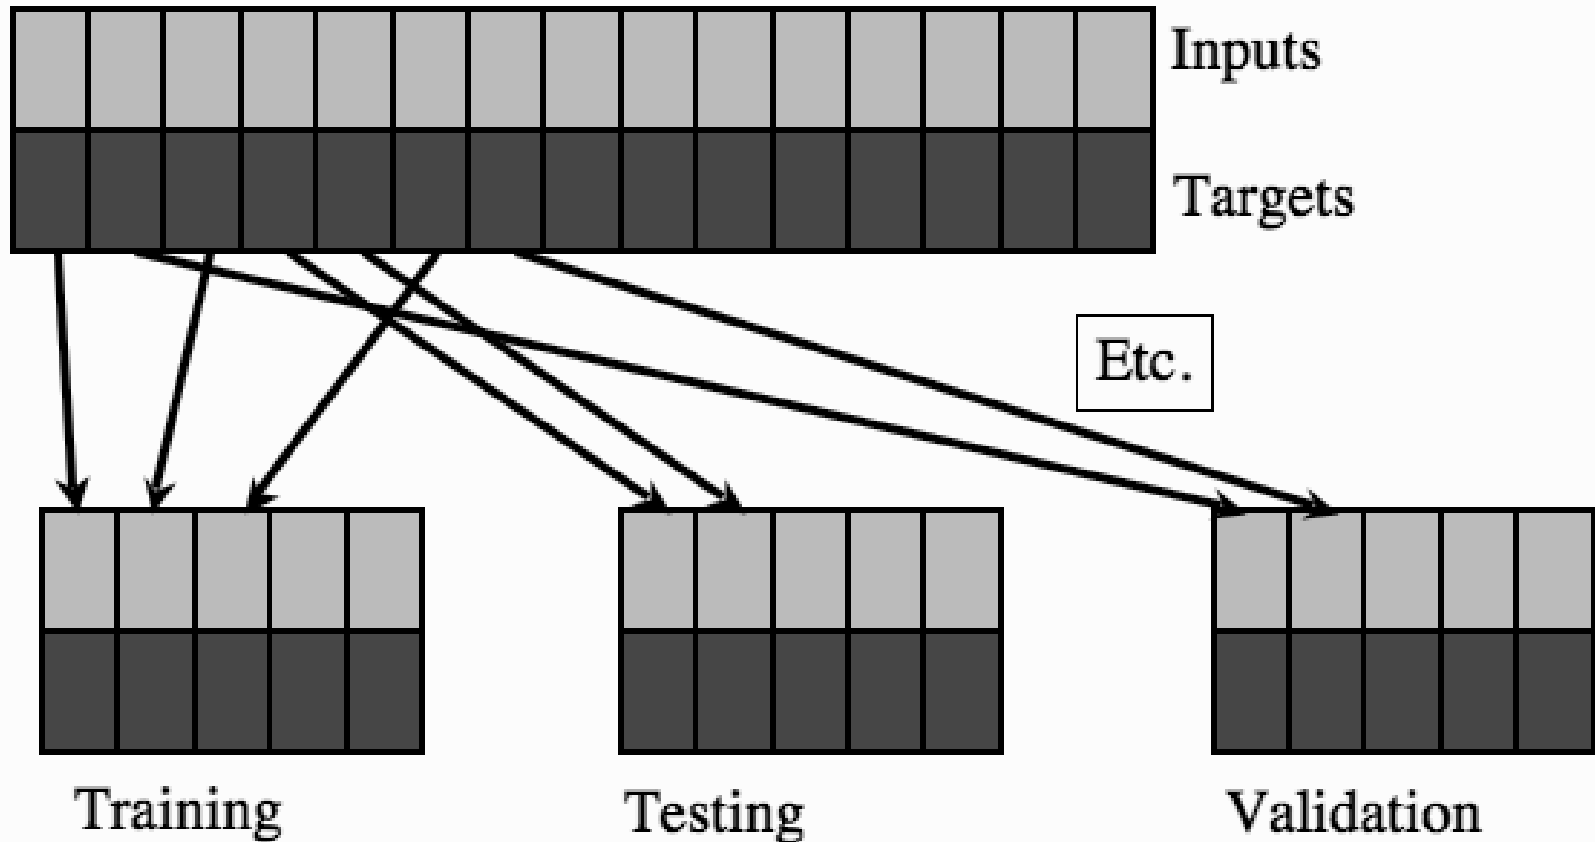 Inputs
Targets
Etc.
Training
Testing
Validation